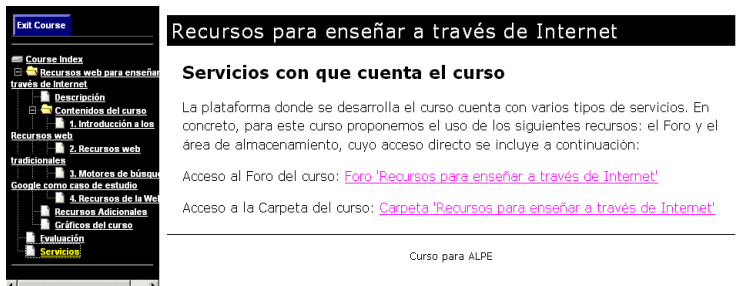 Exit Course
Course Index
Recursos web para enseñar
través de Internet
Descripción
Contenidos del curso
1. Introducción a los
Recursos web
2. Recursos web
tradicionales
3. Motores de búsqu
Google como caso de estudio
4. Recursos de la We
Recursos Adicionales
Gráficos del curso
Evaluación
Servicios
Recursos para enseñar a través de Internet
Servicios con que cuenta el curso
La plataforma donde se desarrolla el curso cuenta con varios tipos de servicios. En
concreto, para este curso proponemos el uso de los siguientes recursos: el Foro y el
área de almacenamiento, cuyo acceso directo se incluye a continuación:
Acceso al Foro del curso: Foro 'Recursos para enseñar a través de Internet'
Acceso a la Carpeta del curso: Carpeta 'Recursos para enseñar a través de Internet'
Curso para ALPE